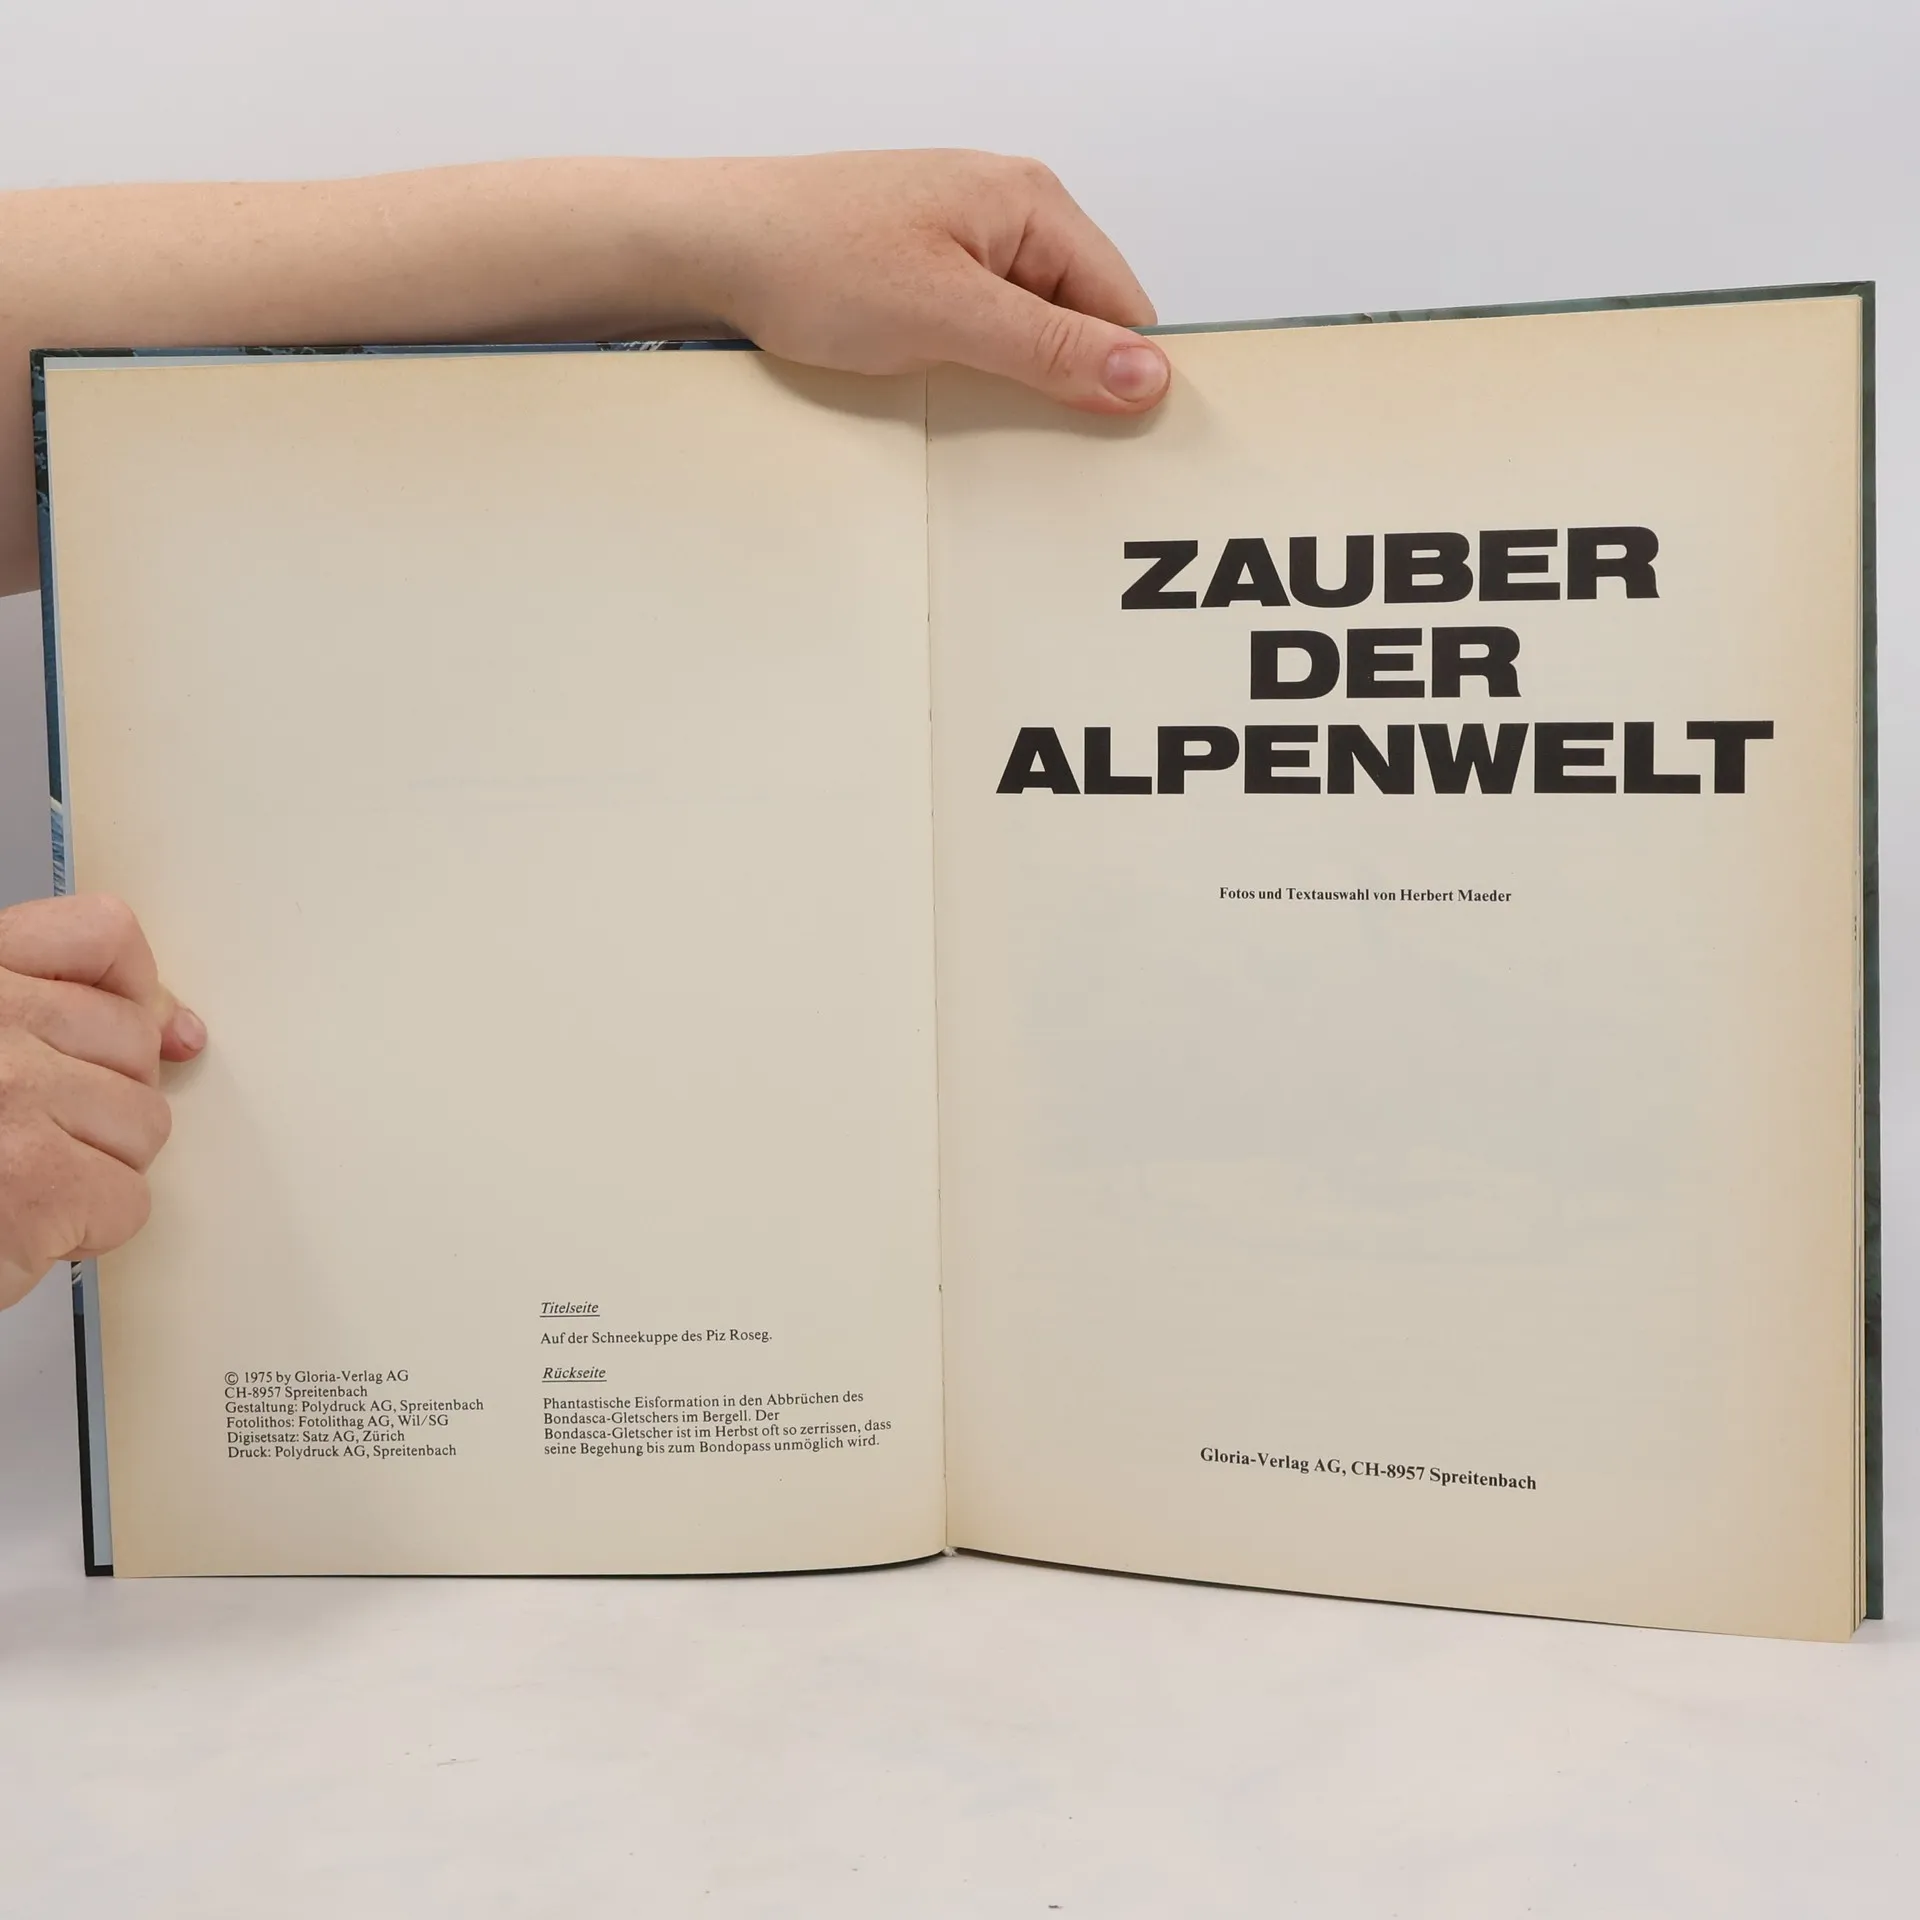 © 1975 by Gloria-Verlag AG
CH-8957 Spreitenbach
Gestaltung: Polydruck AG, Spreitenbach
Fotolithos: Fotolithag AG, Wil/SG
Digisetsatz: Satz AG, Zürich
Druck: Polydruck AG, Spreitenbach
Titelseite
Auf der Schneekuppe des Piz Roseg.
Rückseite
Phantastische Eisformation in den Abbrüchen des
Bondasca-Gletschers im Bergell. Der
Bondasca-Gletscher ist im Herbst oft so zerrissen, dass
seine Begehung bis zum Bondopass unmöglich wird.
ZAUBER
DER
ALPENWELT
Fotos und Textauswahl von Herbert Maeder
Gloria-Verlag AG, CH-8957 Spreitenbach